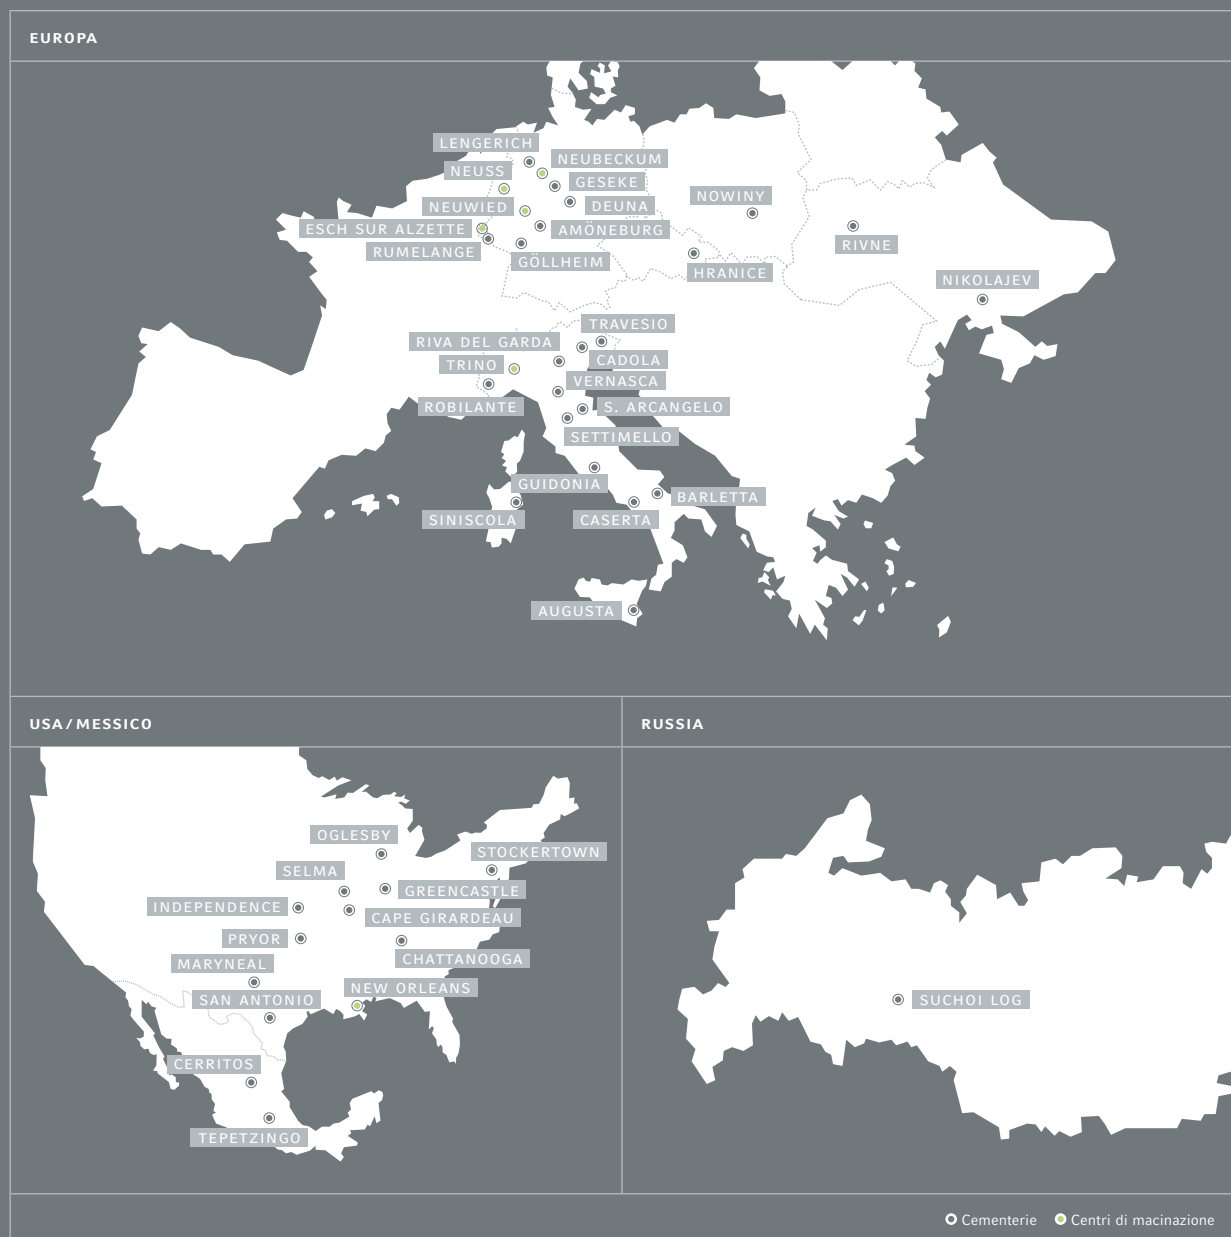 EUROPA
LENGERICH
NEUBECKUM
NEUSS
GESEKE
NEUWIED
DEUNA
NOWINY
ESCH SUR ALZETTE
AMÖNEBURG
RUMELANGE
GÖLLHEIM
RIVNE
HRANICE
NIKOLAJEV
TRAVESIO
RIVA DEL GARDA
CADOLA
TRINO
VERNASCA
ROBILANTE
S. ARCANGELO
SETTIMELLO
GUIDONIA
BARLETTA
SINISCOLA
CASERTA
AUGUSTA
USA/MESSICO
OGLESBY
STOCKERTOWN
SELMA
GREENCASTLE
INDEPENDENCE
CAPE GIRARDEAU
PRYOR
CHATTANOOGA
MARYNEAL
NEW ORLEANS
SAN ANTONIO
CERRITOS
TEPETZINGO
RUSSIA
SUCHOI LOG
Cementerie
Centri di macinazione